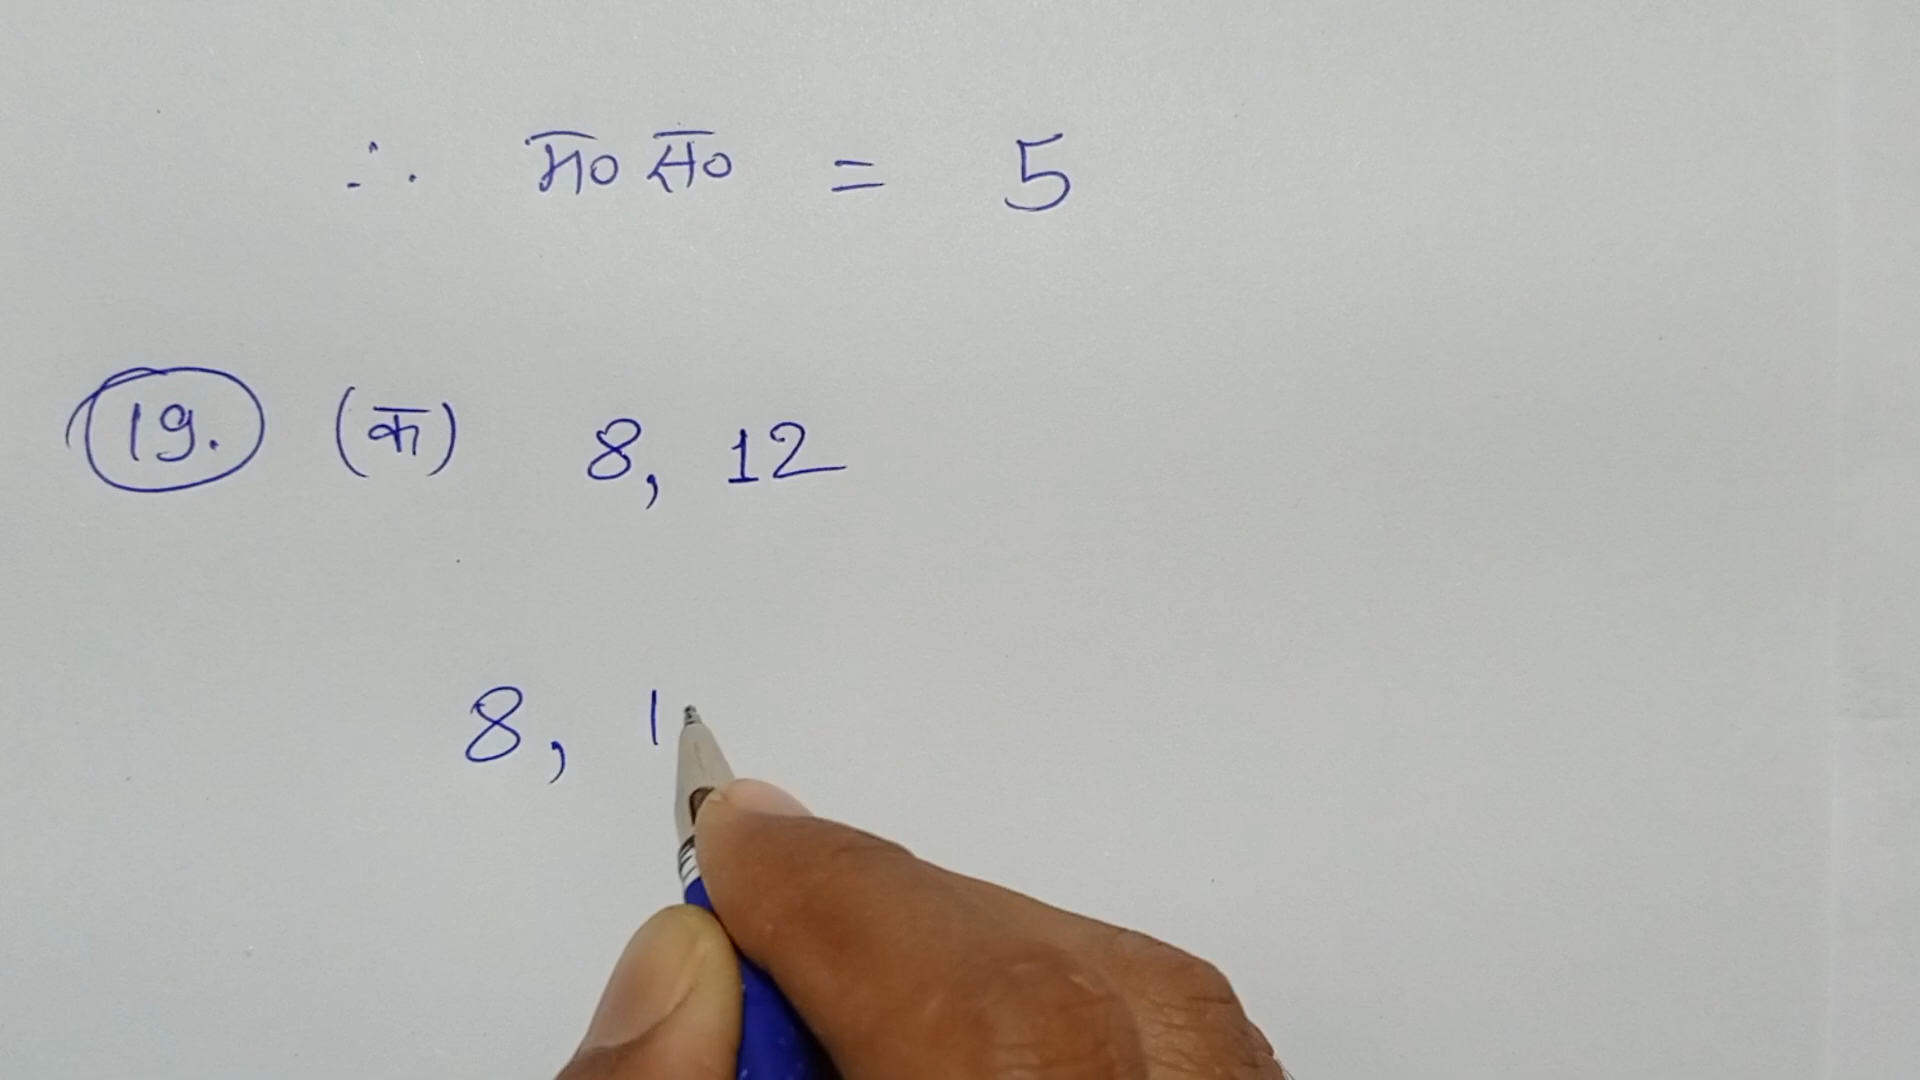 ∴ म० स० = 5
19. (क) 8, 12
8, 1